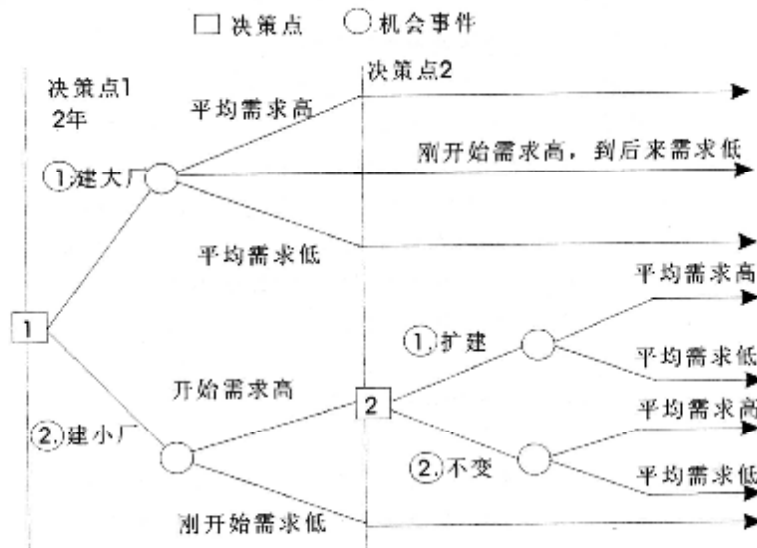 决策点 机会事件
决策点1
2年
决策点2
平均需求高
刚开始需求高，到后来需求低
①建大厂
平均需求低
平均需求高
1
①.扩建
平均需求低
开始需求高
2
平均需求高
②.建小厂
②.不变
平均需求低
刚开始需求低